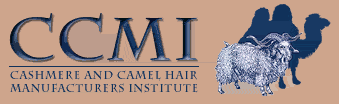 CCMI
CASHMERE AND CAMEL HAIR
MANUFACTURERS INSTITUTE